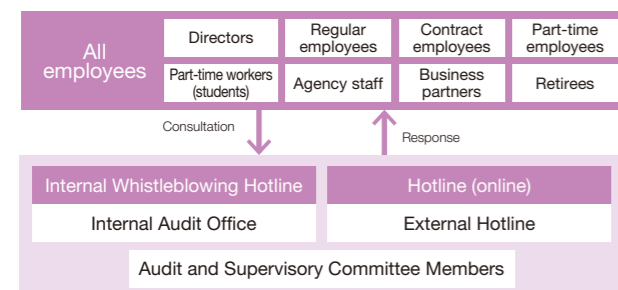 All
employees
Directors
Regular
employees
Contract
employees
Part-time
employees
Part-time workers
(students)
Agency staff
Business
partners
Retirees
Consultation
Response
Internal Whistleblowing Hotline
Internal Audit Office
Hotline (online)
External Hotline
Audit and Supervisory Committee Members